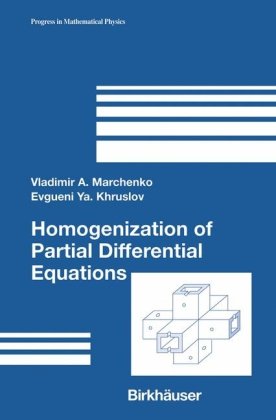 Progress in Mathematical Physics
Vladimir A. Marchenko
Evgueni Ya. Khruslov
Homogenization of
Partial Differential
Equations
Birkhäuser